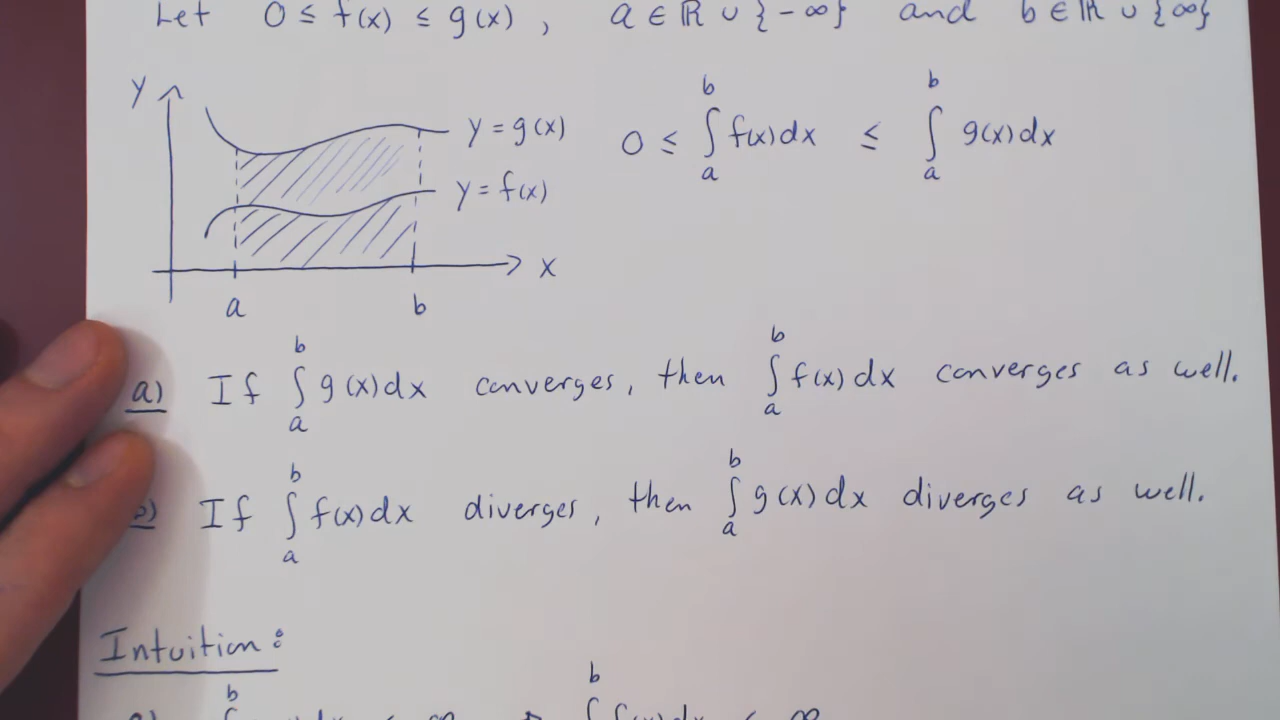 Let 0 ≤ f(x) ≤ g(x) , a ∈ ℝ ∪ {-∞} and b ∈ ℝ ∪ {∞}
y
y = g(x)
0 ≤ ∫_a^b f(x)dx ≤ ∫_a^b g(x)dx
y = f(x)
x
a b
a) If ∫_a^b g(x)dx converges, then ∫_a^b f(x)dx converges as well.
b) If ∫_a^b f(x)dx diverges, then ∫_a^b g(x)dx diverges as well.
Intuition: